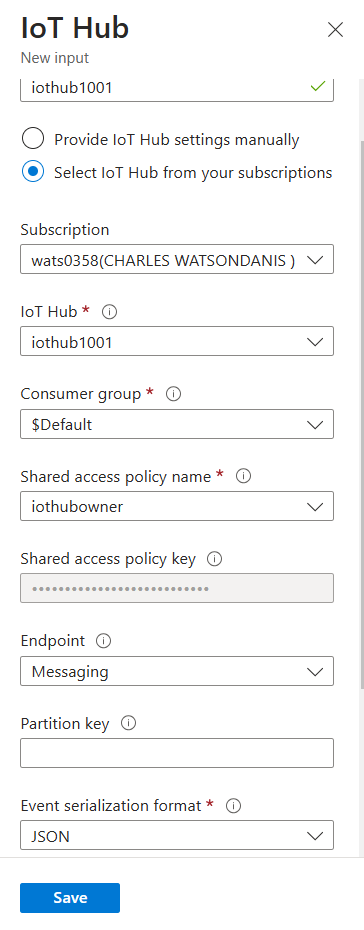 IoT Hub
New input
iothub1001
Provide IoT Hub settings manually
Select IoT Hub from your subscriptions
Subscription
wats0358(CHARLES WATSONDANIS )
IoT Hub *
iothub1001
Consumer group *
$Default
Shared access policy name *
iothubowner
Shared access policy key
•••••••••••••••••••••••••••
Endpoint
Messaging
Partition key
Event serialization format *
JSON
Save